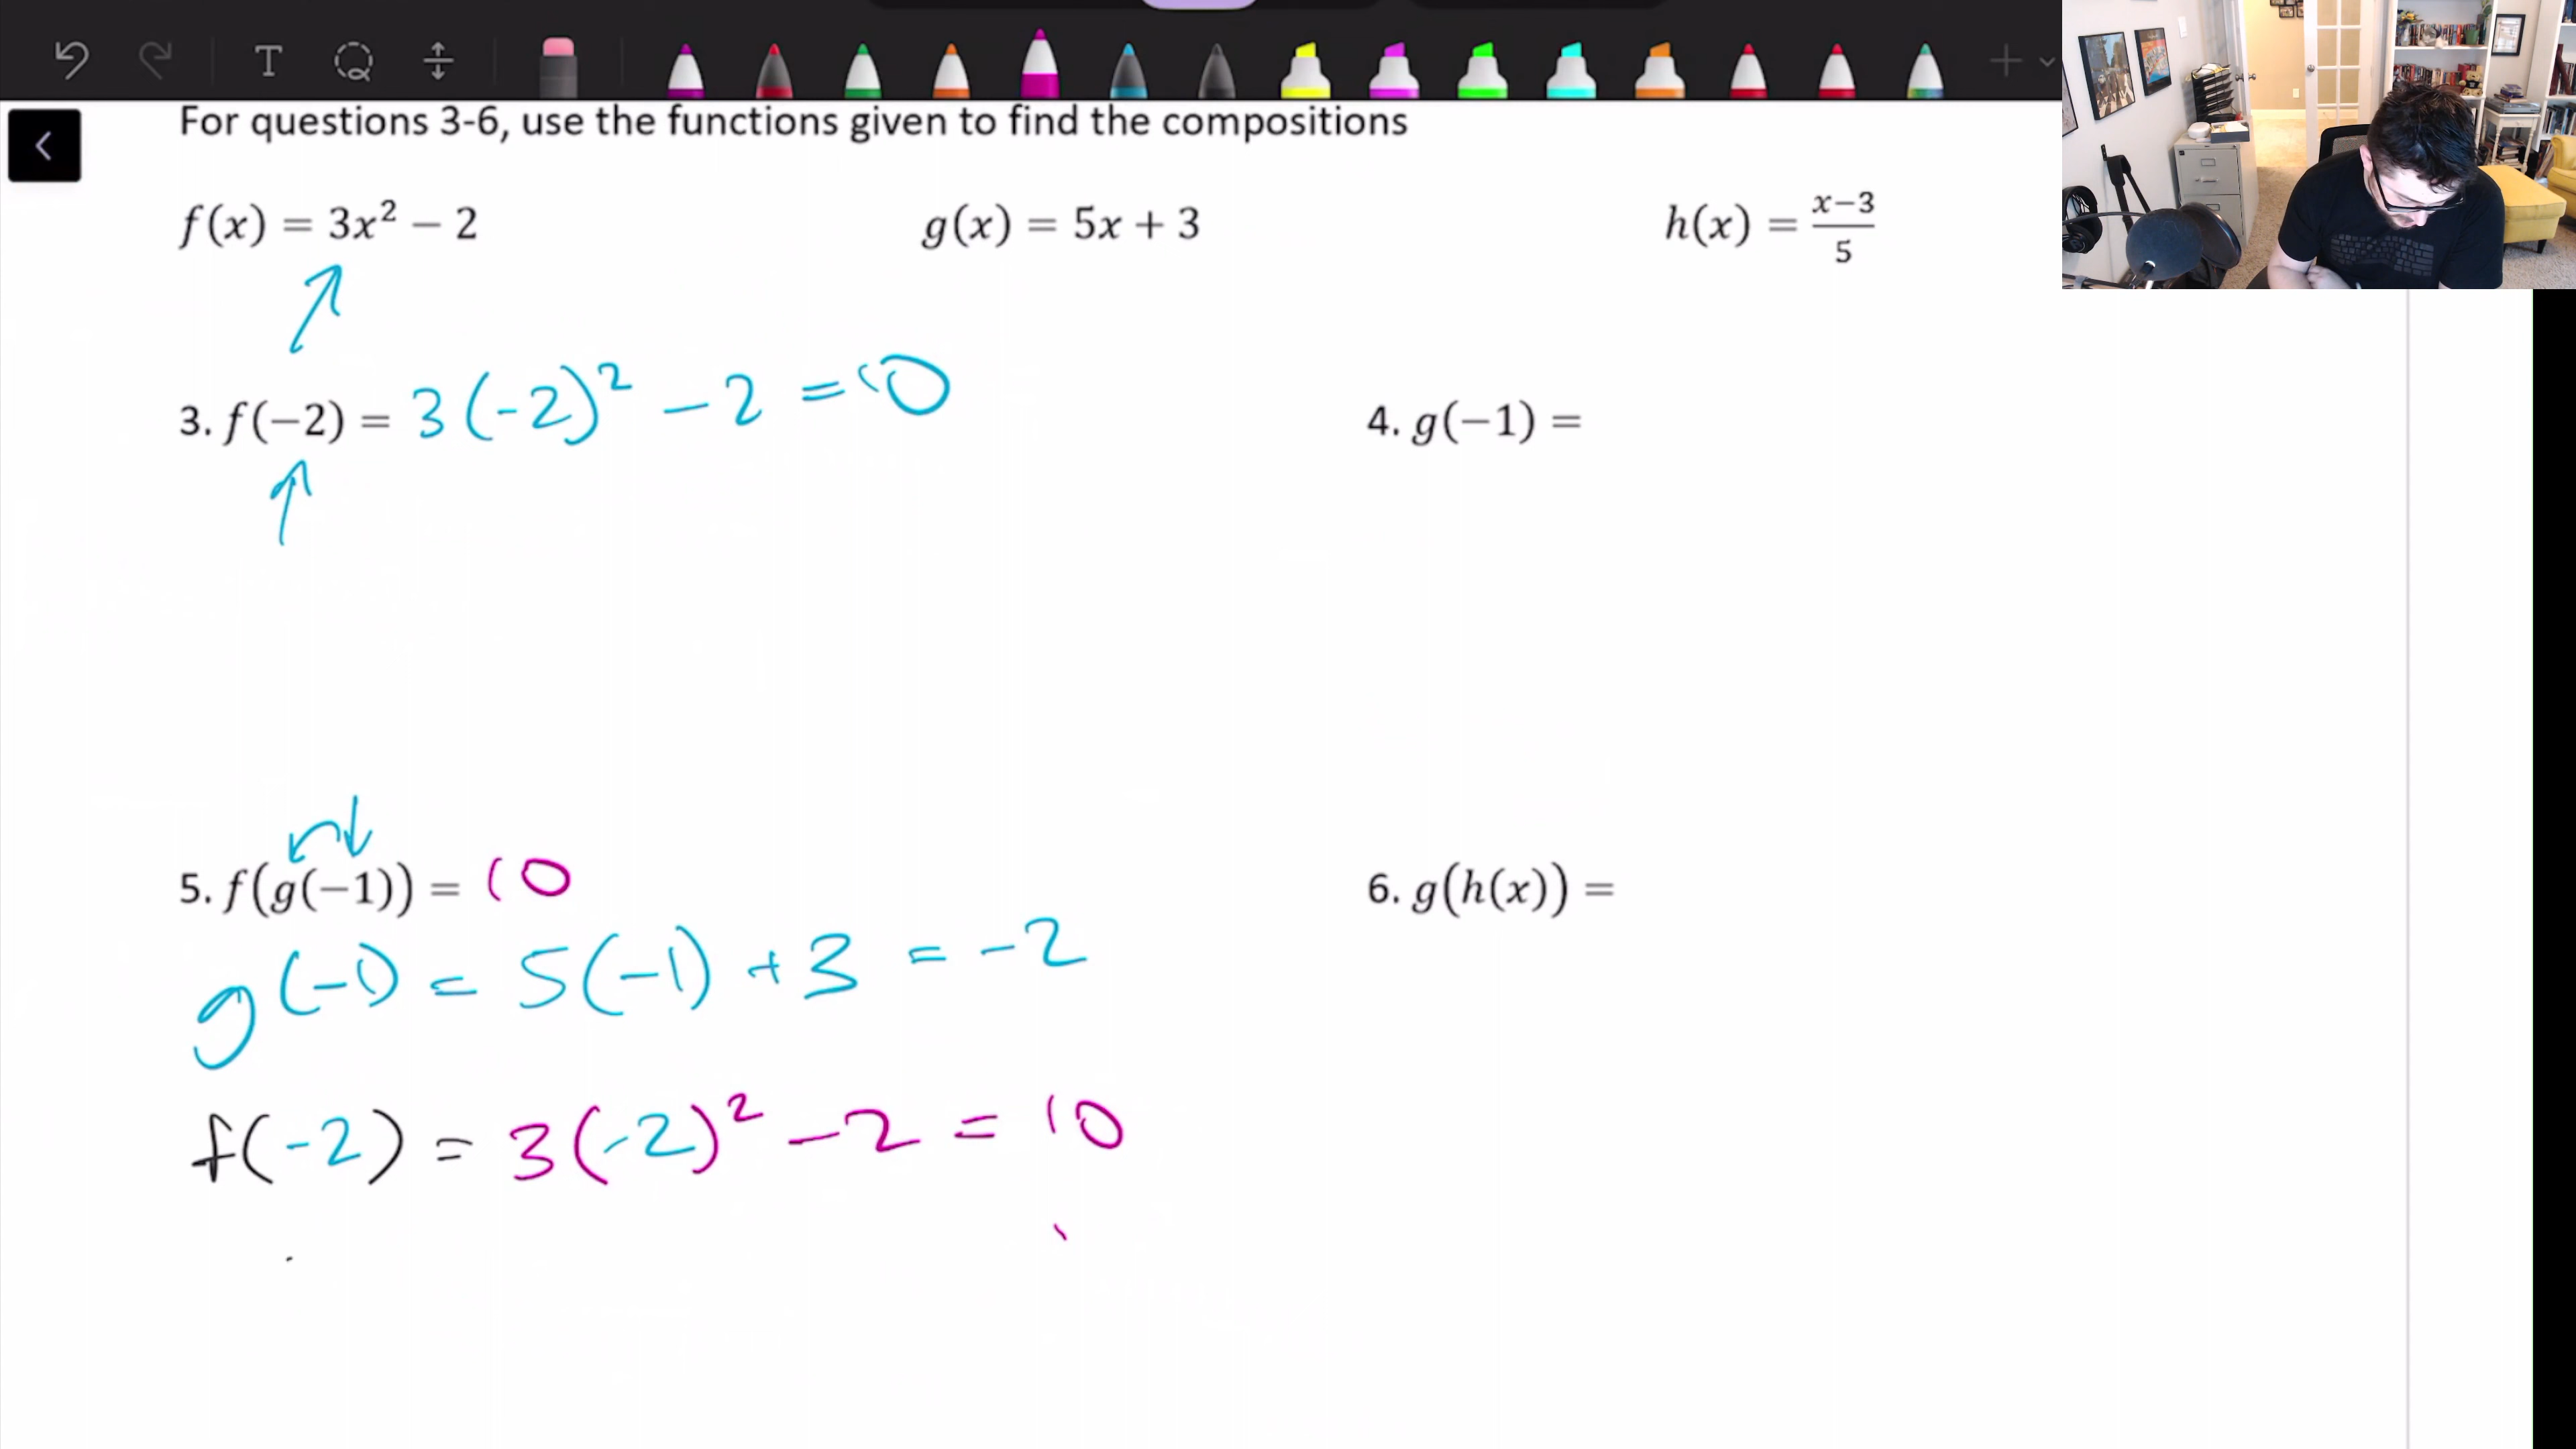 T
For questions 3-6, use the functions given to find the compositions
f(x) = 3x² − 2
g(x) = 5x + 3
h(x) = x−3/5
3. f(−2) = 3(-2)² − 2 = 10
4. g(−1) =
5. f(g(−1)) = 10
g(-1) = 5(-1) + 3 = -2
f(-2) = 3(-2)² − 2 = 10
6. g(h(x)) =